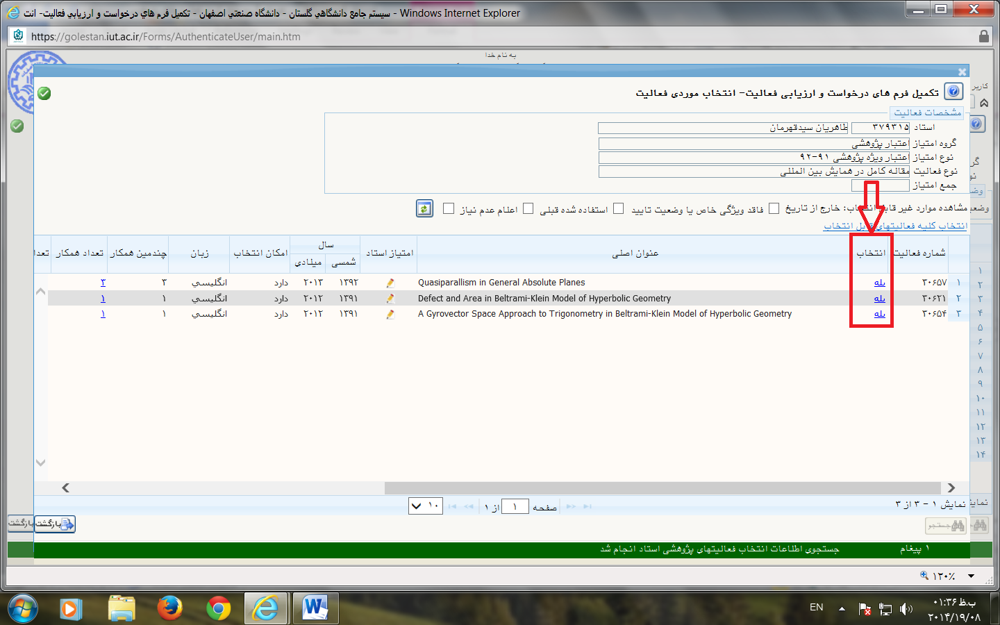 سيستم جامع دانشگاهي گلستان - دانشگاه صنعتي اصفهان - تکميل فرم هاي درخواست و ارزيابي فعاليت- انت - Windows Internet Explorer
https://golestan.iut.ac.ir/Forms/AuthenticateUser/main.htm
به نام خدا
کاربر
تکمیل فرم های درخواست و ارزیابی فعالیت- انتخاب موردی فعالیت
مشخصات فعالیت
استاد ۳۷۹۳۱۵ طاهریان سیدقهرمان
گروه امتیاز اعتبار پژوهشی
نوع امتیاز اعتبار ویژه پژوهشی ۹۱-۹۲
نوع فعالیت مقاله کامل در همایش بین المللی
جمع امتیاز
مشاهده موارد غیر قابل انتخاب: خارج از تاریخ فاقد ویژگی خاص یا وضعیت تایید استفاده شده قبلی اعلام عدم نیاز
انتخاب کلیه فعالیتهای قابل انتخاب
شماره فعالیت انتخاب عنوان اصلی امتیاز استاد سال شمسی میلادی امکان انتخاب زبان چندمین همکار تعداد همکار تعدا
۱ ۳۰۶۵۷ بله Quasiparallism in General Absolute Planes ۱۳۹۲ ۲۰۱۳ دارد انگليسي ۳ ۳
۲ ۳۰۶۲۱ بله Defect and Area in Beltrami-Klein Model of Hyperbolic Geometry ۱۳۹۱ ۲۰۱۲ دارد انگليسي ۱ ۱
۳ ۳۰۶۵۴ بله A Gyrovector Space Approach to Trigonometry in Beltrami-Klein Model of Hyperbolic Geometry ۱۳۹۱ ۲۰۱۲ دارد انگليسي ۱ ۱
۱
۲
۳
۴
۵
۶
۷
۸
۹
۱۰
۱۱
۱۲
۱۳
۱۴
نمایش ۱ - ۳ از ۳ صفحه ۱ از ۱ ۱۰
نمایش
جستجو بازگشت بازگشت
۱ پیغام جستجوی اطلاعات انتخاب فعالیتهای پژوهشی استاد انجام شد
۱۲۰٪
EN
ب.ظ ۰۱:۳۶
۲۰۱۴/۱۹/۰۸